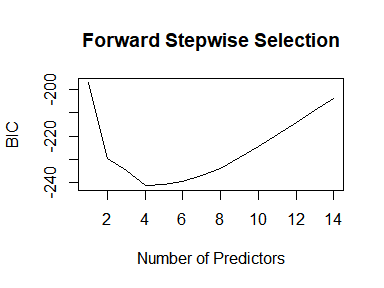 Forward Stepwise Selection
-200
-220
-240
BIC
2 4 6 8 10 12 14
Number of Predictors